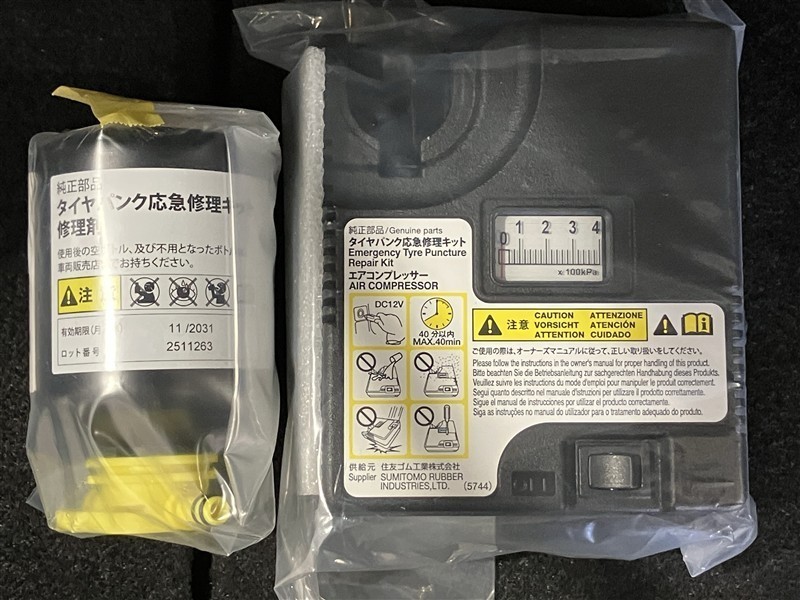 純正部品
タイヤパンク応急修理キッ
修理剤
使用後の空ボトル、及び不用となったボトル
車両販売店までお持ちください。
注意
有効期限(月
11/2031
ロット番号
2511263
純正部品/Genuine parts
タイヤパンク応急修理キット
Emergency Tyre Puncture
Repair Kit
エアコンプレッサー
AIR COMPRESSOR
DC12V
40分以内
MAX.40min
供給元 住友ゴム工業株式会社
Supplier SUMITOMO RUBBER
INDUSTRIES,LTD. (5744)
0 1 2 3 4
x100kPa
注意
CAUTION ATTENZIONE
VORSICHT ATENCIÓN
ATTENTION CUIDADO
ご使用の際は、オーナーズマニュアルに従って、正しい取り扱いをしてください。
Please follow the instructions in the owner's manual for proper handling of this product.
Bitte beachten Sie die Betriebsanleitung zur sachgerechten Handhabung dieses Produkts.
Veuillez suivre les instructions du mode d'emploi pour manipuler le produit correctement.
Segui quanto descritto nel manuale d'istruzioni per utilizzare il prodotto correttamente.
Sigue el manual de instrucciones por utilizar el producto correctamente.
Siga as instruções no manual do utilizador para o tratamento adequado do produto.